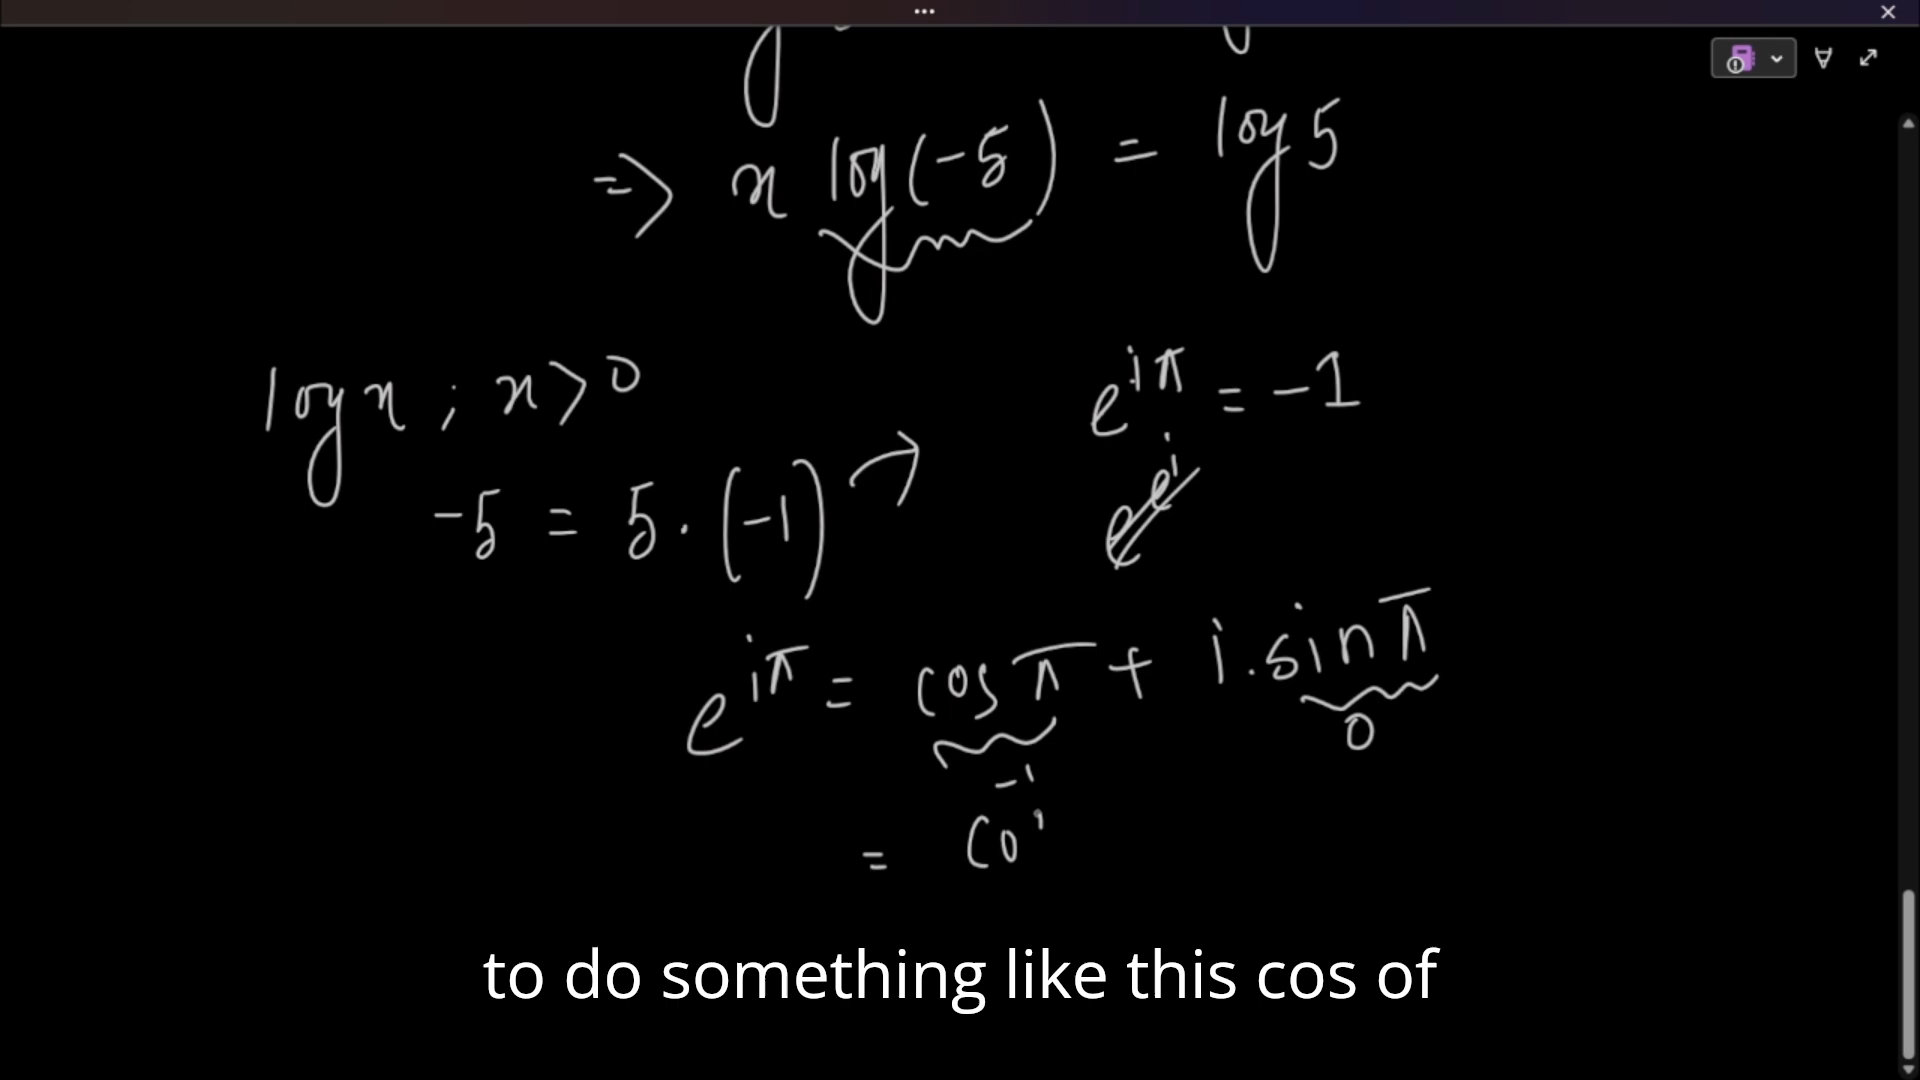 => x log(-5) = log 5
log x ; x > 0
e^{iπ} = -1
-5 = 5 · (-1) →
e^{iπ} = cos π + i. sin π
-1
0
= co
to do something like this cos of